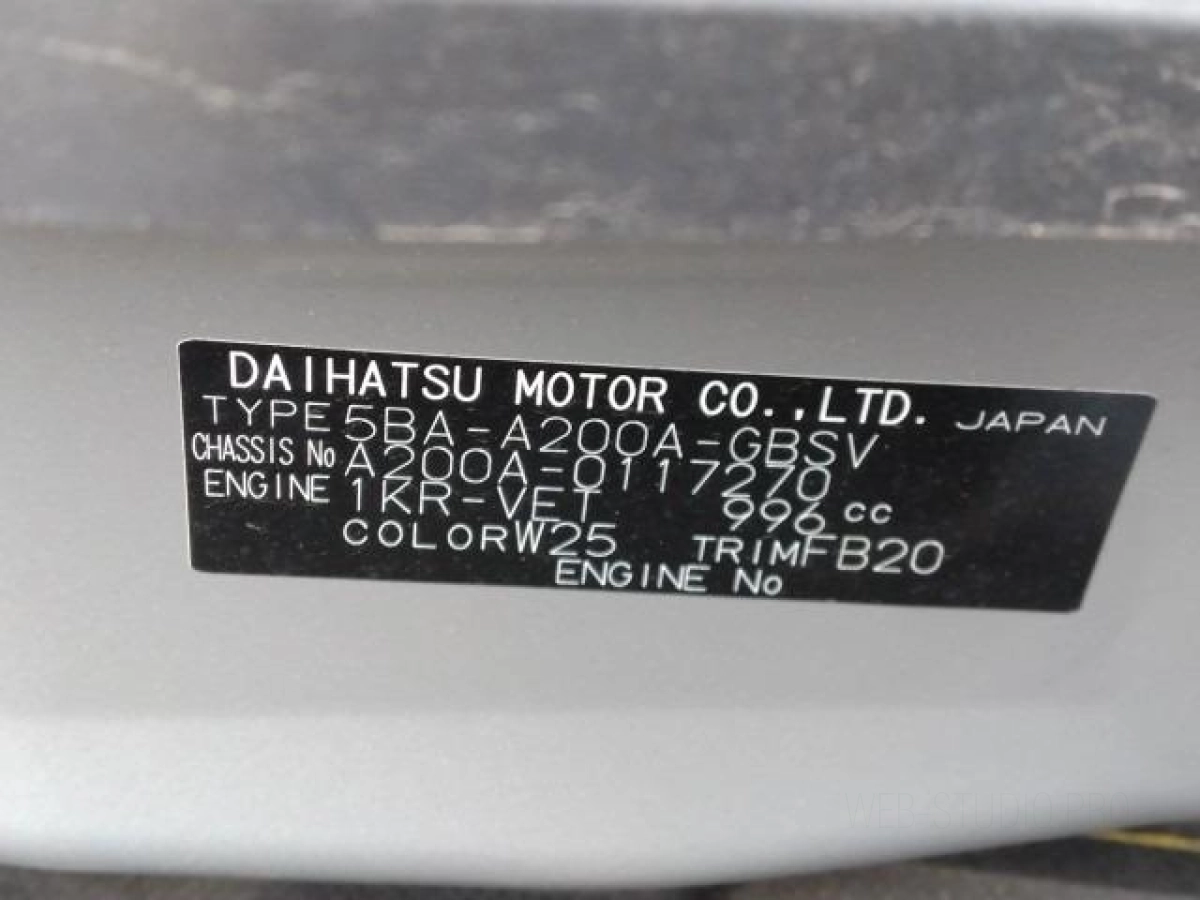 DAIHATSU MOTOR CO.,LTD. JAPAN
TYPE 5BA-A200A-GBSV
CHASSIS No A200A-0117270
ENGINE 1KR-VET 996 cc
COLOR W25 TRIM FB20
ENGINE No